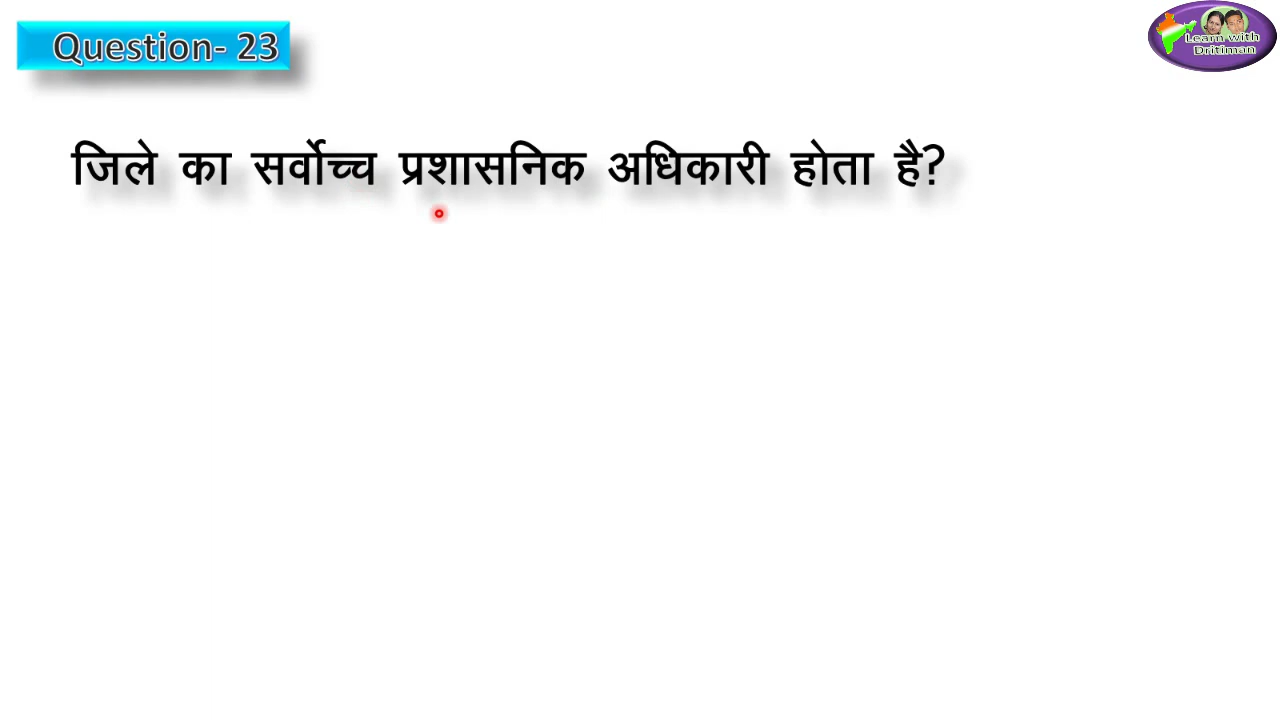 Question- 23
Learn with
Dritiman
जिले का सर्वोच्च प्रशासनिक अधिकारी होता है?